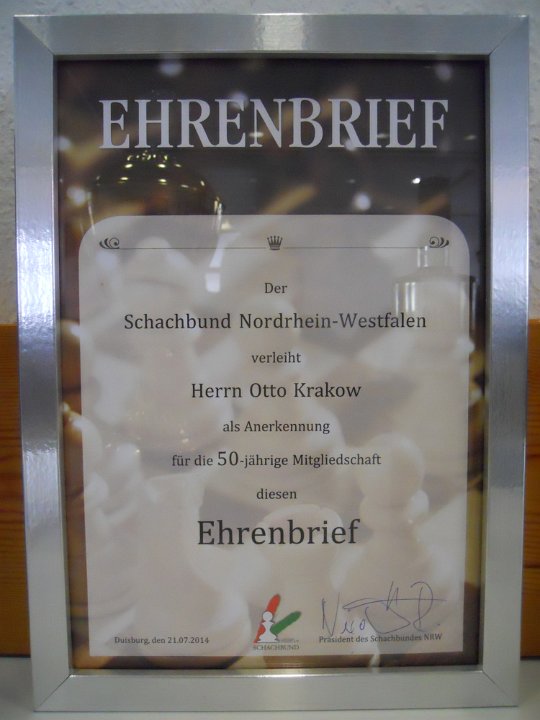 EHRENBRIEF
Der
Schachbund Nordrhein-Westfalen
verleiht
Herrn Otto Krakow
als Anerkennung
für die 50-jährige Mitgliedschaft
diesen
Ehrenbrief
Duisburg, den 21.07.2014
SCHACHBUND
Präsident des Schachbundes NRW